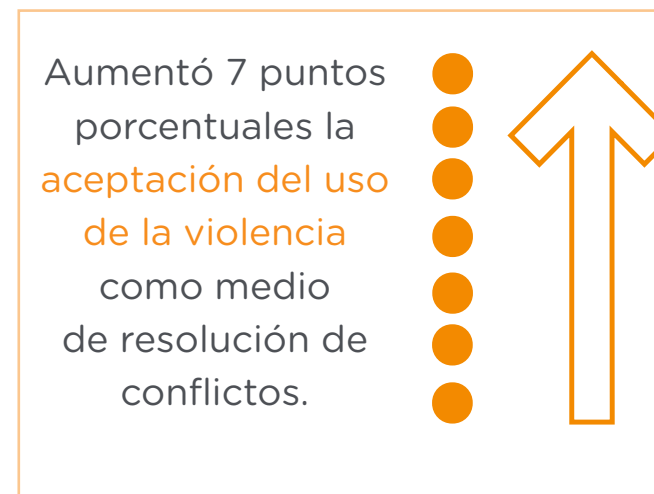 Aumentó 7 puntos
porcentuales la
aceptación del uso
de la violencia
como medio
de resolución de
conflictos.